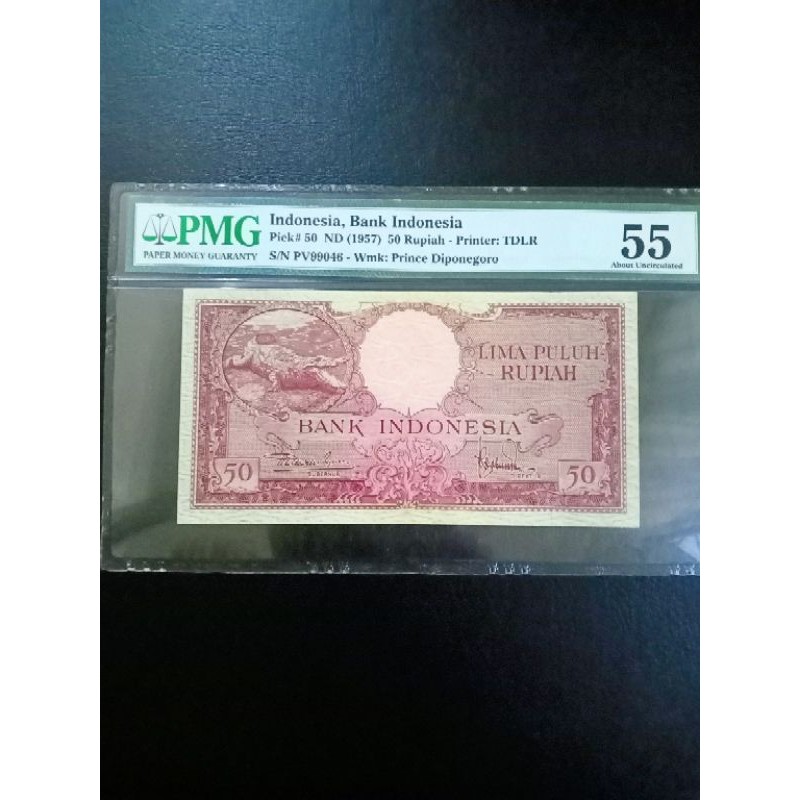 PMG
PAPER MONEY GUARANTY
Indonesia, Bank Indonesia
Pick# 50 ND (1957) 50 Rupiah - Printer: TDLR
S/N PV99046 - Wmk: Prince Diponegoro
55
About Uncirculated
LIMA PULUH
RUPIAH
BANK INDONESIA
50
50